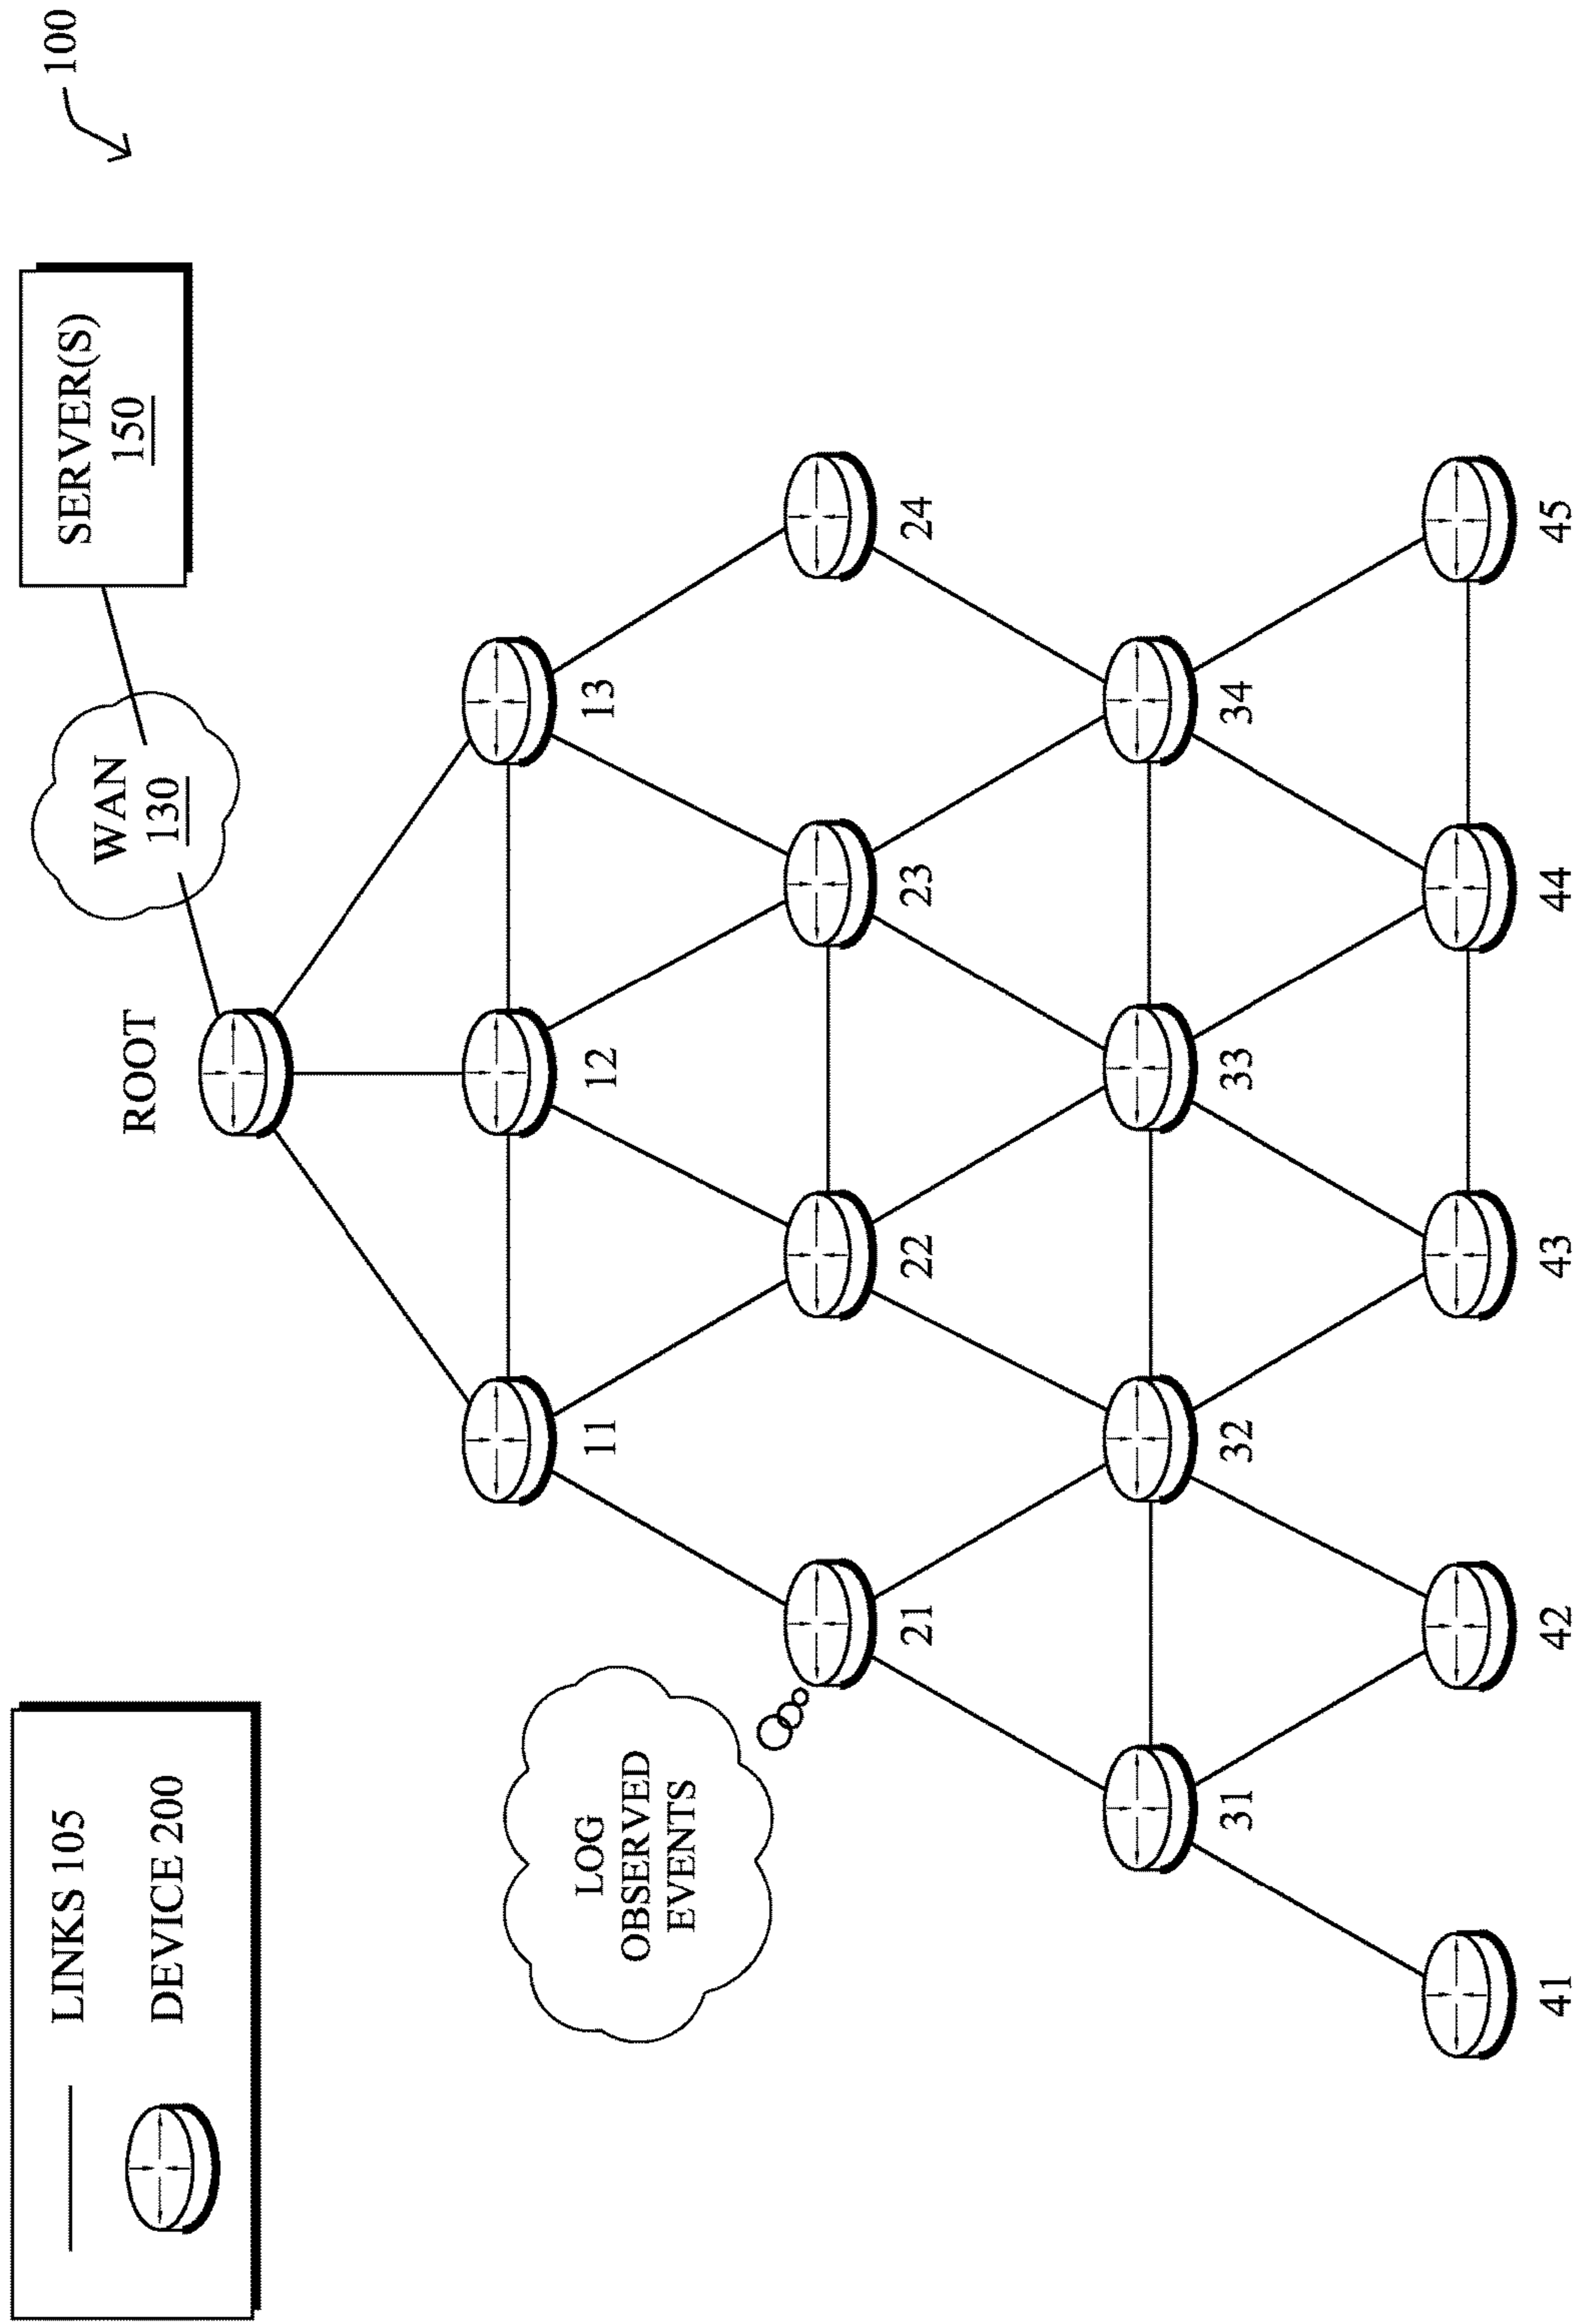 LINKS 105
DEVICE 200
WAN
130
SERVER(S)
150
100
ROOT
11
12
13
LOG
OBSERVED
EVENTS
21
22
23
24
31
32
33
34
41
42
43
44
45